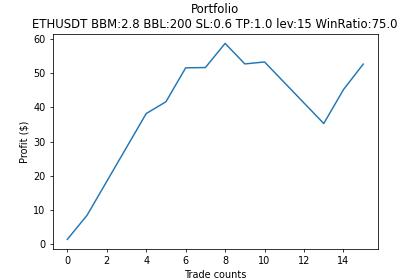 Portfolio
ETHUSDT BBM:2.8 BBL:200 SL:0.6 TP:1.0 lev:15 WinRatio:75.0
60
50
40
30
20
10
0
Profit ($)
0 2 4 6 8 10 12 14
Trade counts